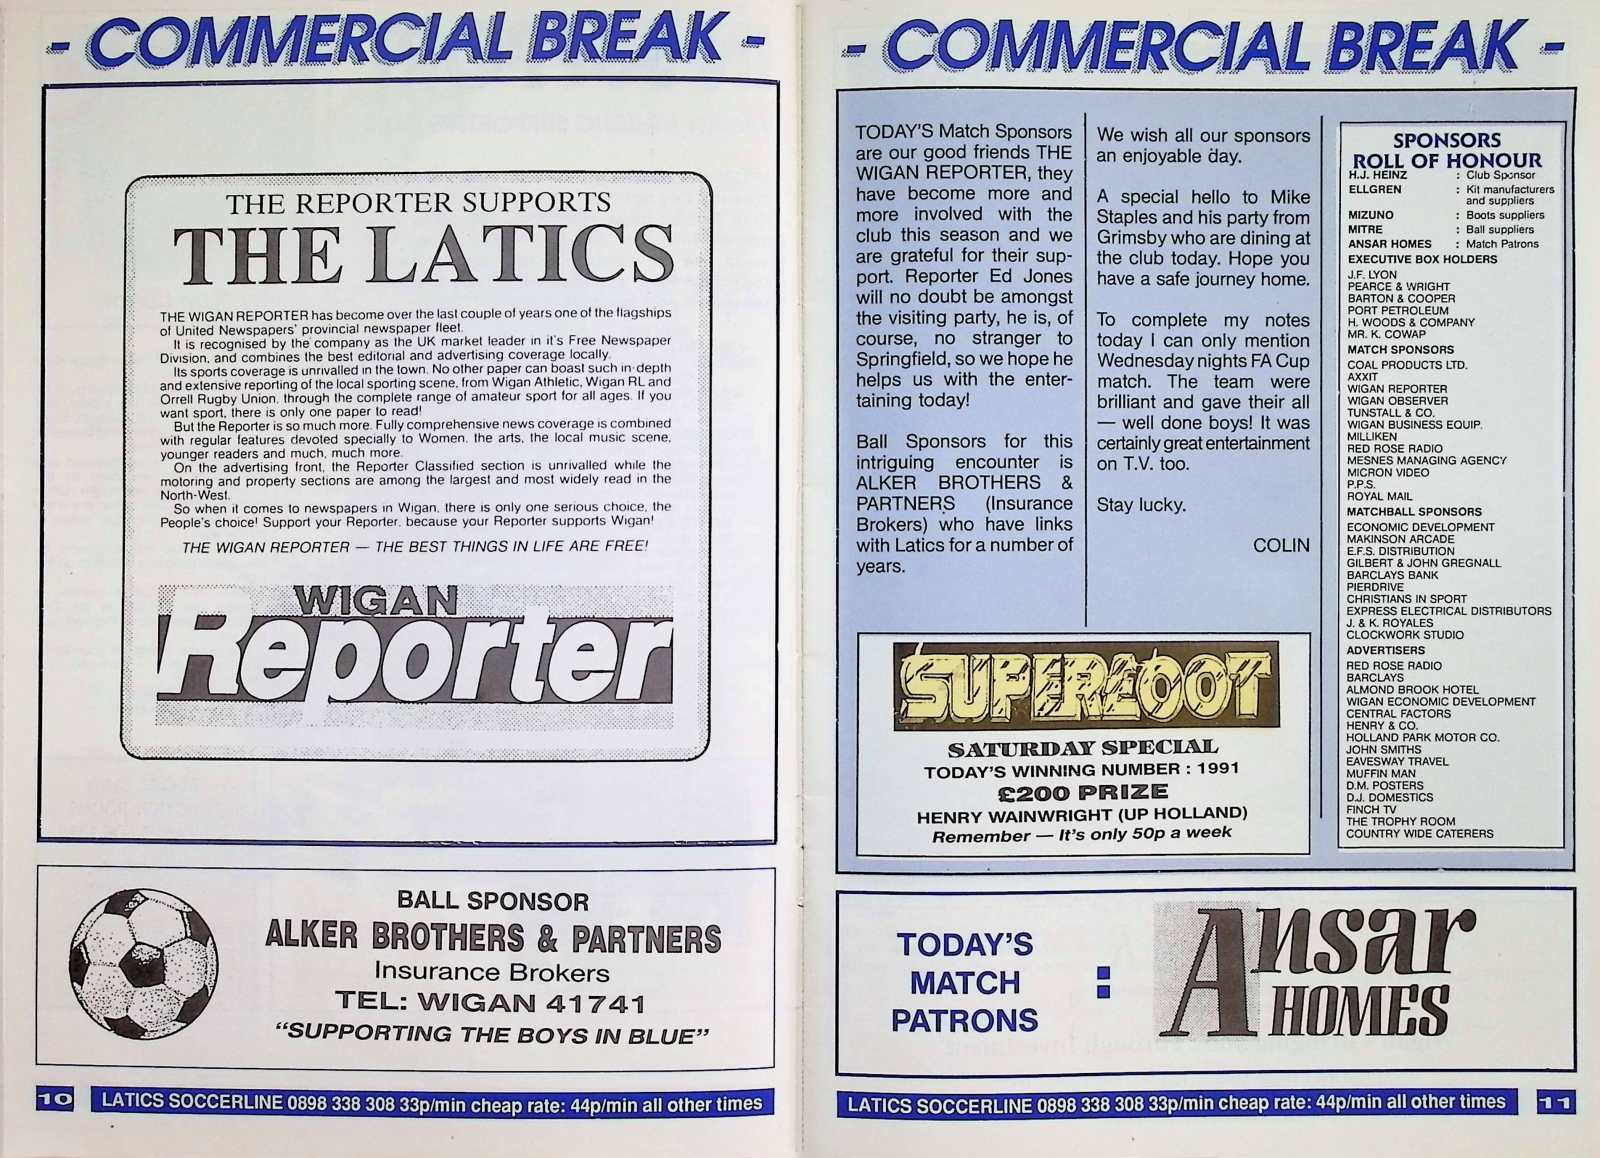 - COMMERCIAL BREAK -
THE REPORTER SUPPORTS
THE LATICS
THE WIGAN REPORTER has become over the last couple of years one of the flagships
of United Newspapers' provincial newspaper fleet.
It is recognised by the company as the UK market leader in it's Free Newspaper
Division, and combines the best editorial and advertising coverage locally.
Its sports coverage is unrivalled in the town. No other paper can boast such in-depth
and extensive reporting of the local sporting scene, from Wigan Athletic, Wigan RL and
Orrell Rugby Union, through the complete range of amateur sport for all ages. If you
want sport, there is only one paper to read!
But the Reporter is so much more. Fully comprehensive news coverage is combined
with regular features devoted specially to Women, the arts, the local music scene,
younger readers and much, much more.
On the advertising front, the Reporter Classified section is unrivalled while the
motoring and property sections are among the largest and most widely read in the
North-West.
So when it comes to newspapers in Wigan, there is only one serious choice, the
People's choice! Support your Reporter, because your Reporter supports Wigan!
THE WIGAN REPORTER — THE BEST THINGS IN LIFE ARE FREE!
WIGAN
Reporter
BALL SPONSOR
ALKER BROTHERS & PARTNERS
Insurance Brokers
TEL: WIGAN 41741
"SUPPORTING THE BOYS IN BLUE"
10 LATICS SOCCERLINE 0898 338 308 33p/min cheap rate: 44p/min all other times
- COMMERCIAL BREAK -
TODAY'S Match Sponsors
are our good friends THE
WIGAN REPORTER, they
have become more and
more involved with the
club this season and we
are grateful for their sup-
port. Reporter Ed Jones
will no doubt be amongst
the visiting party, he is, of
course, no stranger to
Springfield, so we hope he
helps us with the enter-
taining today!
Ball Sponsors for this
intriguing encounter is
ALKER BROTHERS &
PARTNERS (Insurance
Brokers) who have links
with Latics for a number of
years.
We wish all our sponsors
an enjoyable day.
A special hello to Mike
Staples and his party from
Grimsby who are dining at
the club today. Hope you
have a safe journey home.
To complete my notes
today I can only mention
Wednesday nights FA Cup
match. The team were
brilliant and gave their all
— well done boys! It was
certainly great entertainment
on T.V. too.
Stay lucky.
COLIN
SUPERLOOT
SATURDAY SPECIAL
TODAY'S WINNING NUMBER : 1991
£200 PRIZE
HENRY WAINWRIGHT (UP HOLLAND)
Remember — It's only 50p a week
SPONSORS
ROLL OF HONOUR
H.J. HEINZ : Club Sponsor
ELLGREN : Kit manufacturers
and suppliers
MIZUNO : Boots suppliers
MITRE : Ball suppliers
ANSAR HOMES : Match Patrons
EXECUTIVE BOX HOLDERS
J.F. LYON
PEARCE & WRIGHT
BARTON & COOPER
PORT PETROLEUM
H. WOODS & COMPANY
MR. K. COWAP
MATCH SPONSORS
COAL PRODUCTS LTD.
AXXIT
WIGAN REPORTER
WIGAN OBSERVER
TUNSTALL & CO.
WIGAN BUSINESS EQUIP.
MILLIKEN
RED ROSE RADIO
MESNES MANAGING AGENCY
MICRON VIDEO
P.P.S.
ROYAL MAIL
MATCHBALL SPONSORS
ECONOMIC DEVELOPMENT
MAKINSON ARCADE
E.F.S. DISTRIBUTION
GILBERT & JOHN GREGNALL
BARCLAYS BANK
PIERDRIVE
CHRISTIANS IN SPORT
EXPRESS ELECTRICAL DISTRIBUTORS
J. & K. ROYALES
CLOCKWORK STUDIO
ADVERTISERS
RED ROSE RADIO
BARCLAYS
ALMOND BROOK HOTEL
WIGAN ECONOMIC DEVELOPMENT
CENTRAL FACTORS
HENRY & CO.
HOLLAND PARK MOTOR CO.
JOHN SMITHS
EAVESWAY TRAVEL
MUFFIN MAN
D.M. POSTERS
D.J. DOMESTICS
FINCH TV
THE TROPHY ROOM
COUNTRY WIDE CATERERS
TODAY'S
MATCH
PATRONS
:
Ansar
HOMES
LATICS SOCCERLINE 0898 338 308 33p/min cheap rate: 44p/min all other times 11